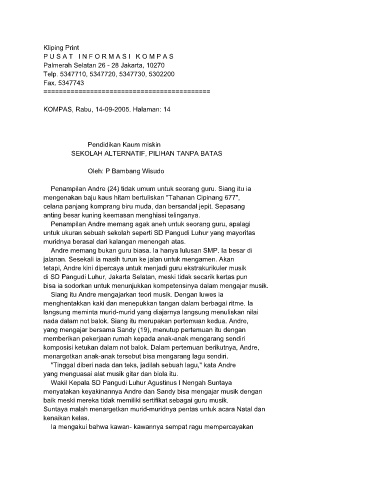 Kliping Print
P U S A T  I N F O R M A S I  K O M P A S
Palmerah Selatan 26 - 28 Jakarta, 10270
Telp. 5347710, 5347720, 5347730, 5302200
Fax. 5347743
============================================
KOMPAS, Rabu, 14-09-2005. Halaman: 14
Pendidikan Kaum miskin
SEKOLAH ALTERNATIF, PILIHAN TANPA BATAS
Oleh: P Bambang Wisudo
Penampilan Andre (24) tidak umum untuk seorang guru. Siang itu ia
mengenakan baju kaus hitam bertuliskan "Tahanan Cipinang 677",
celana panjang komprang biru muda, dan bersandal jepit. Sepasang
anting besar kuning keemasan menghiasi telinganya.
Penampilan Andre memang agak aneh untuk seorang guru, apalagi
untuk ukuran sebuah sekolah seperti SD Pangudi Luhur yang mayoritas
muridnya berasal dari kalangan menengah atas.
Andre memang bukan guru biasa. Ia hanya lulusan SMP. Ia besar di
jalanan. Sesekali ia masih turun ke jalan untuk mengamen. Akan
tetapi, Andre kini dipercaya untuk menjadi guru ekstrakurikuler musik
di SD Pangudi Luhur, Jakarta Selatan, meski tidak secarik kertas pun
bisa ia sodorkan untuk menunjukkan kompetensinya dalam mengajar musik.
Siang itu Andre mengajarkan teori musik. Dengan luwes ia
menghentakkan kaki dan menepukkan tangan dalam berbagai ritme. Ia
langsung meminta murid-murid yang diajarnya langsung menuliskan nilai
nada dalam not balok. Siang itu merupakan pertemuan kedua. Andre,
yang mengajar bersama Sandy (19), menutup pertemuan itu dengan
memberikan pekerjaan rumah kepada anak-anak mengarang sendiri
komposisi ketukan dalam not balok. Dalam pertemuan berikutnya, Andre,
menargetkan anak-anak tersebut bisa mengarang lagu sendiri.
"Tinggal diberi nada dan teks, jadilah sebuah lagu," kata Andre
yang menguasai alat musik gitar dan biola itu.
Wakil Kepala SD Pangudi Luhur Agustinus I Nengah Suntaya
menyatakan keyakinannya Andre dan Sandy bisa mengajar musik dengan
baik meski mereka tidak memiliki sertifikat sebagai guru musik.
Suntaya malah menargetkan murid-muridnya pentas untuk acara Natal dan
kenaikan kelas.
Ia mengakui bahwa kawan- kawannya sempat ragu mempercayakan